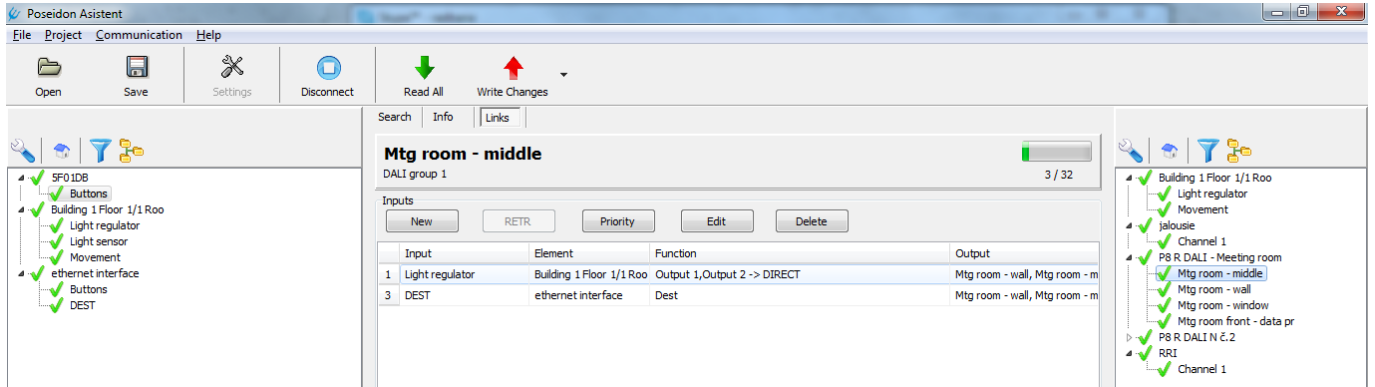 Poseidon Asistent
File Project Communication Help
Open Save Settings Disconnect Read All Write Changes
Search Info Links
Mtg room - middle
DALI group 1
3 / 32
Inputs
New RETR Priority Edit Delete
Input Element Function Output
1 Light regulator Building 1 Floor 1/1 Roo Output 1,Output 2 -> DIRECT Mtg room - wall, Mtg room - m
3 DEST ethernet interface Dest Mtg room - wall, Mtg room - m
5F01DB
Buttons
Building 1 Floor 1/1 Roo
Light regulator
Light sensor
Movement
ethernet interface
Buttons
DEST
Building 1 Floor 1/1 Roo
Light regulator
Movement
jalousie
Channel 1
P8 R DALI - Meeting room
Mtg room - middle
Mtg room - wall
Mtg room - window
Mtg room front - data pr
P8 R DALI N č.2
RRI
Channel 1